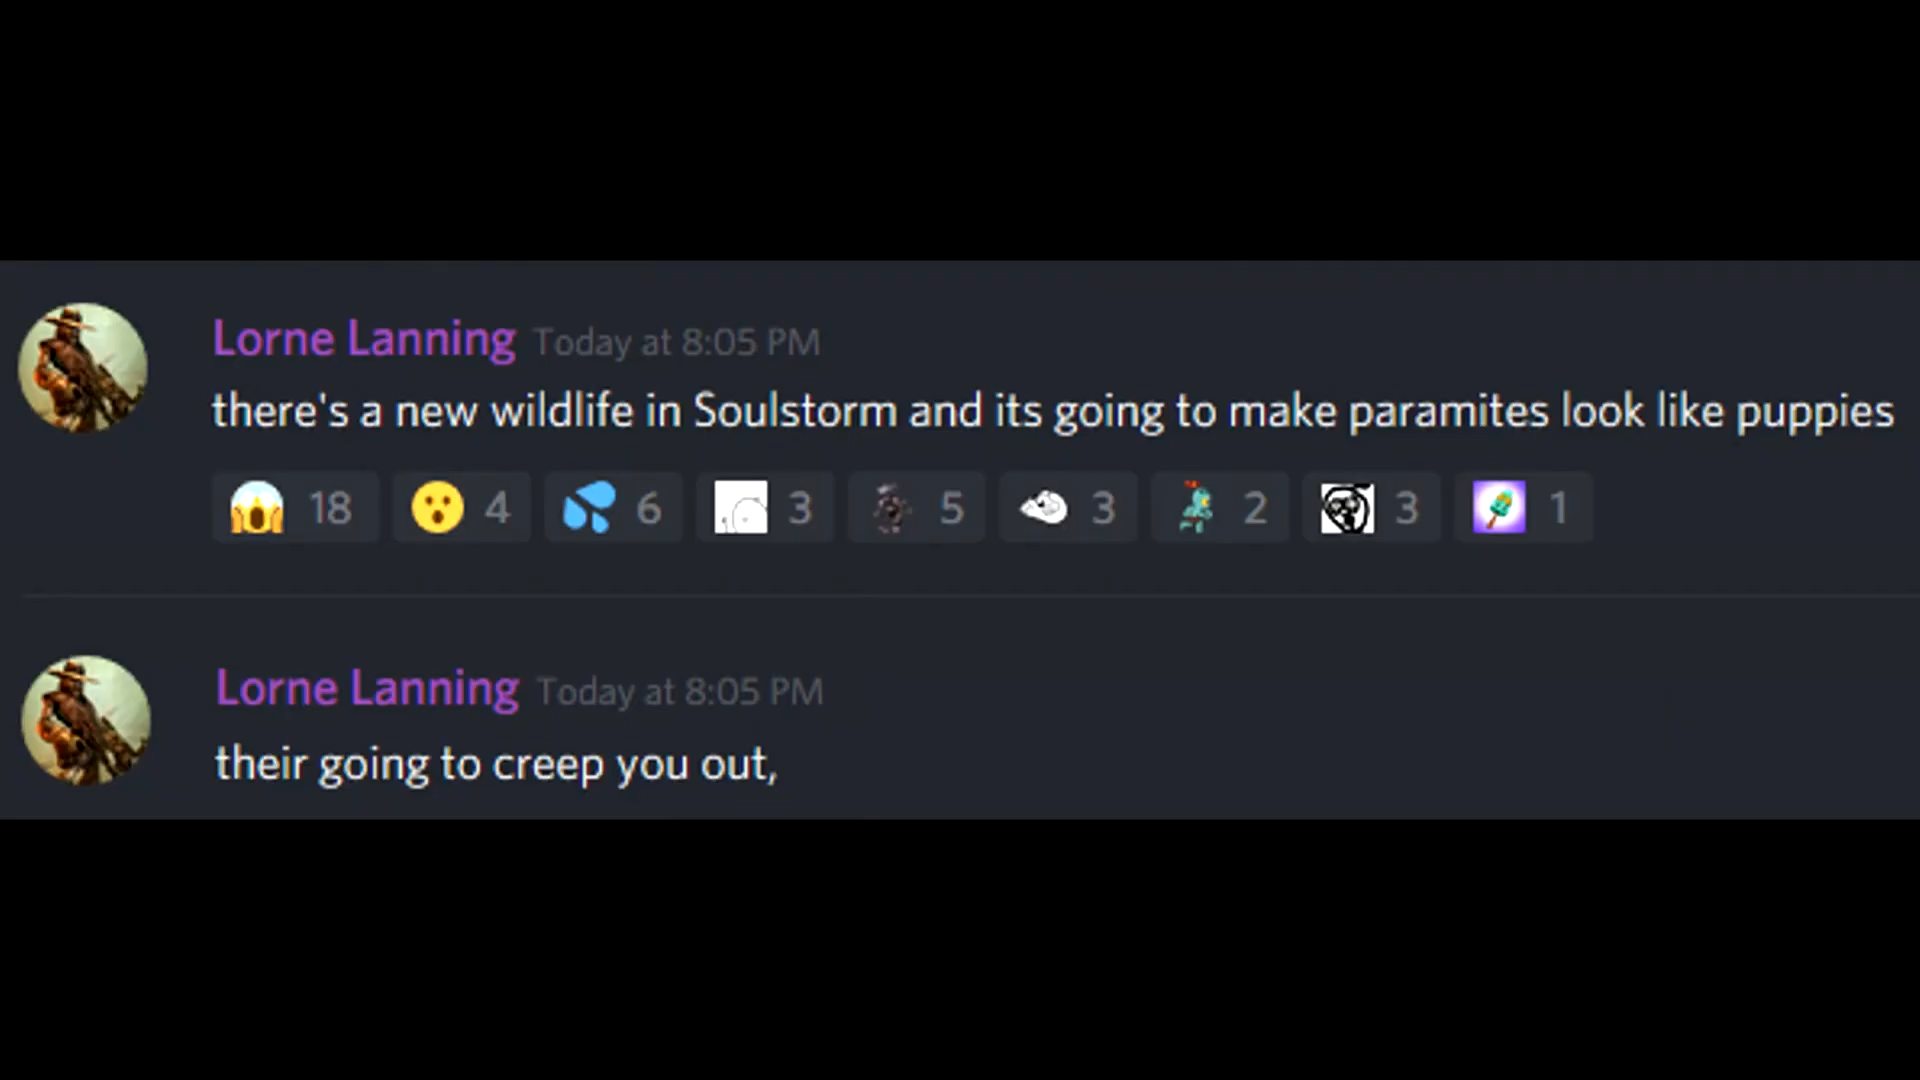 Lorne Lanning Today at 8:05 PM
there's a new wildlife in Soulstorm and its going to make paramites look like puppies
18 4 6 3 5 3 2 3 1
Lorne Lanning Today at 8:05 PM
their going to creep you out,